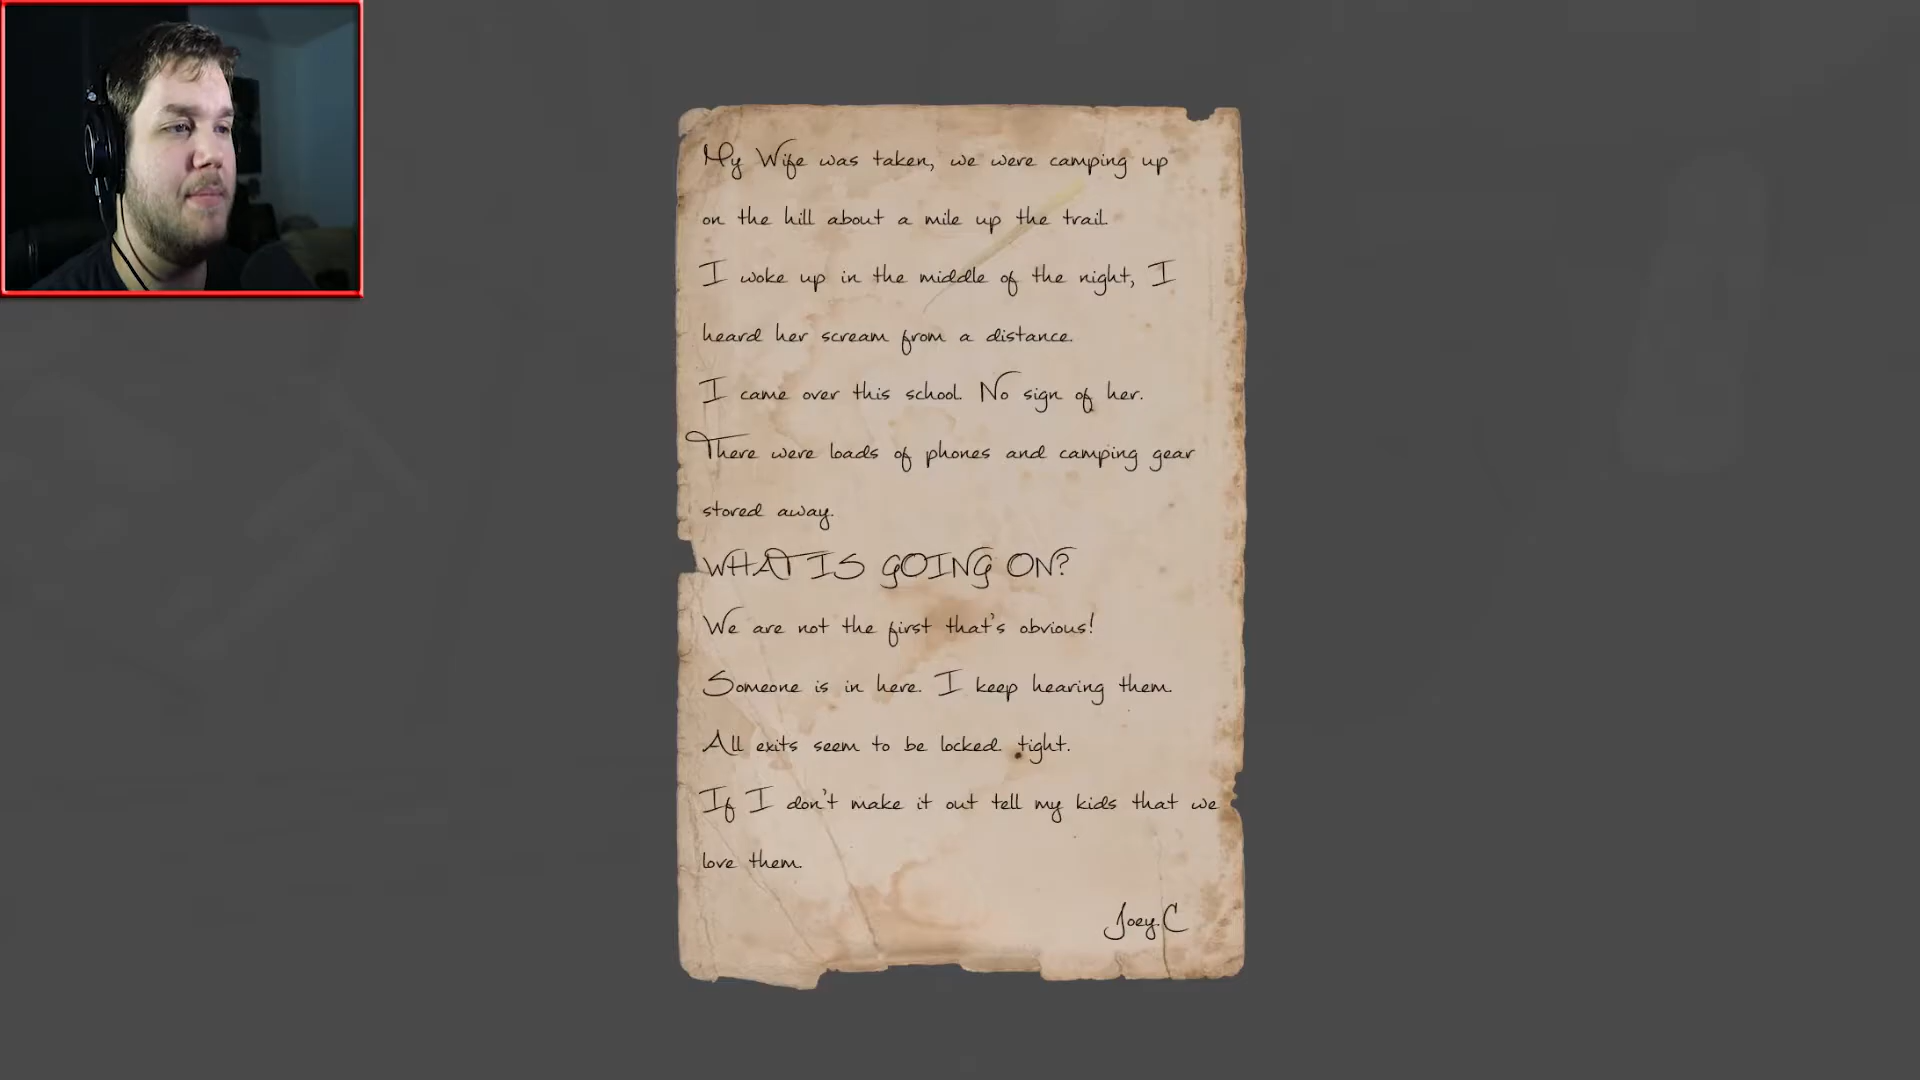 My Wife was taken, we were camping up
on the hill about a mile up the trail.
I woke up in the middle of the night, I
heard her scream from a distance.
I came over this school. No sign of her.
There were loads of phones and camping gear
stored away.
WHAT IS GOING ON?
We are not the first that's obvious!
Someone is in here. I keep hearing them.
All exits seem to be locked tight.
If I don't make it out tell my kids that we
love them.
Joey.C